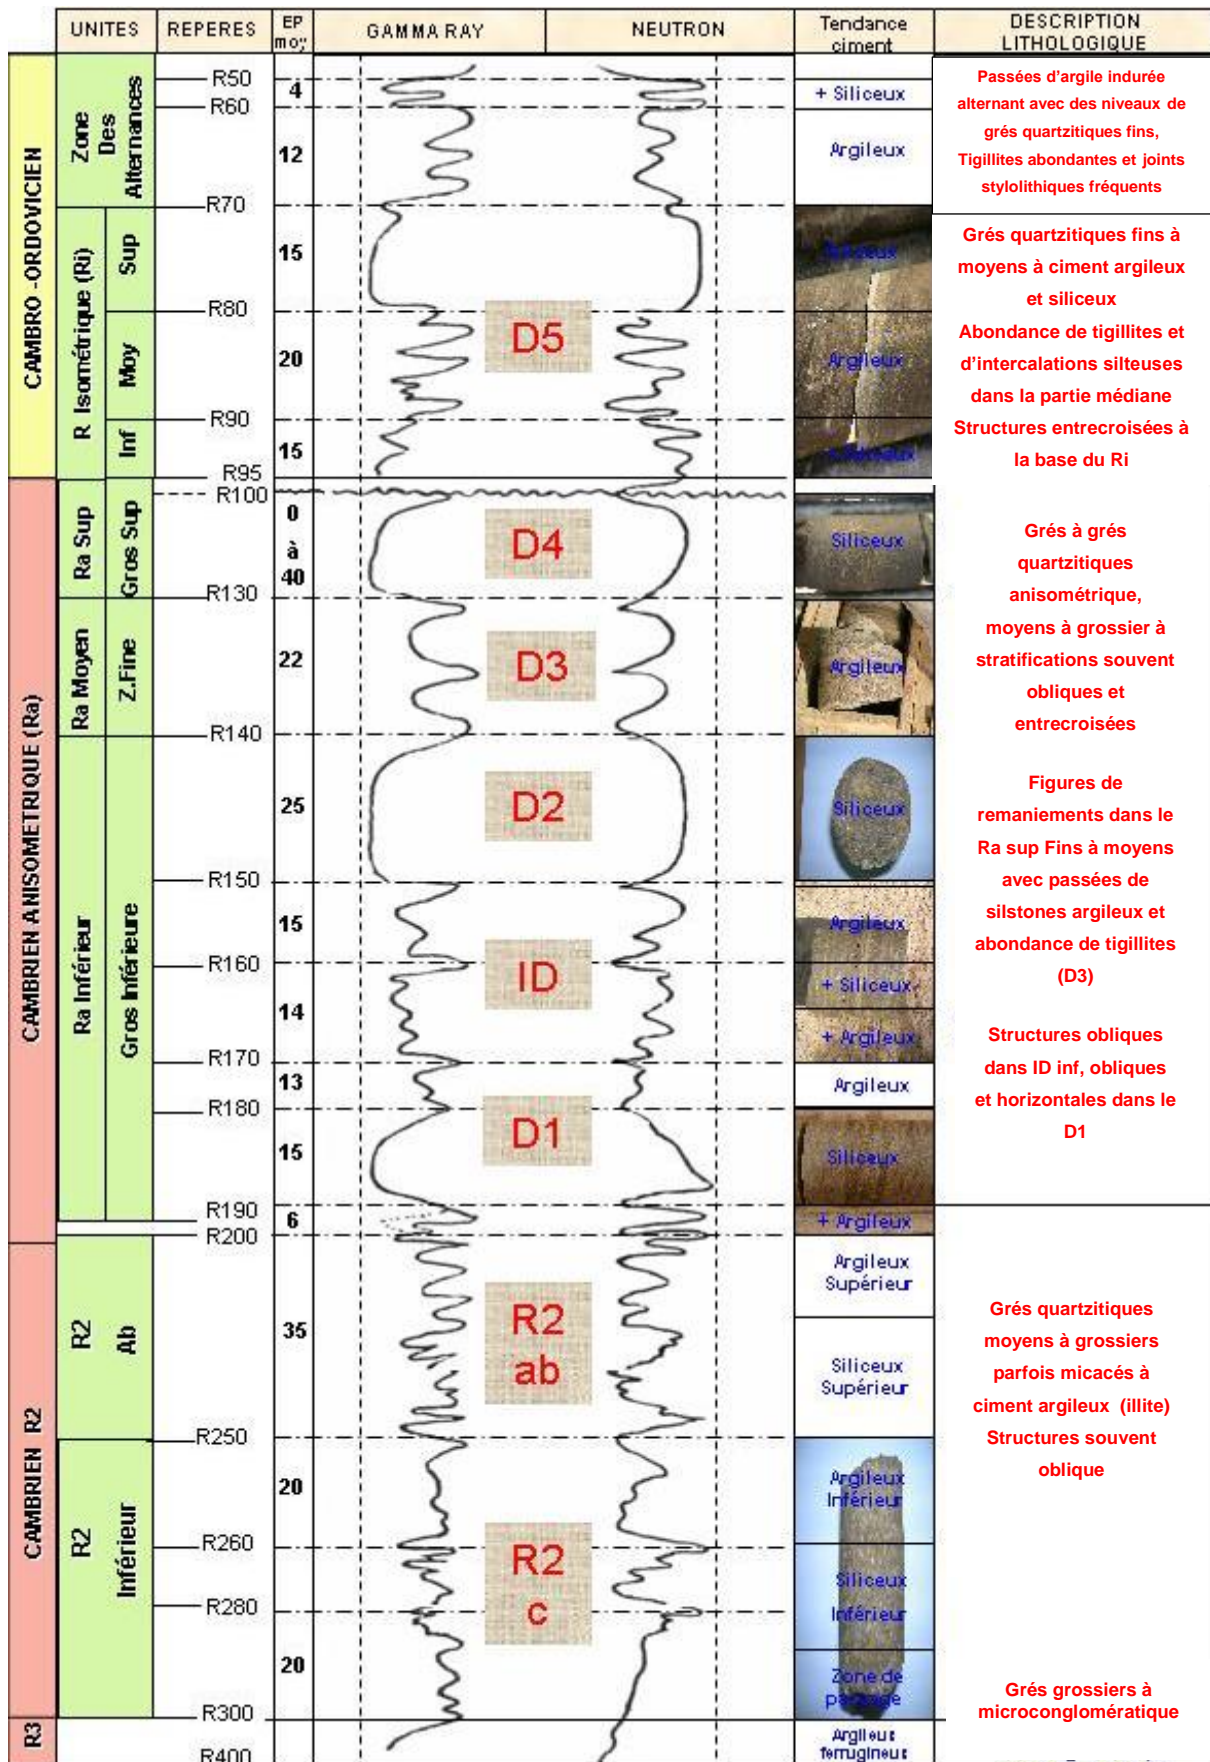 UNITES
REPERES
EP
moy
GAMMA RAY
NEUTRON
Tendance
ciment
DESCRIPTION
LITHOLOGIQUE
CAMBRO -ORDOVICIEN
CAMBRIEN ANISOMETRIQUE (Ra)
CAMBRIEN R2
R3
Zone
Des
Alternances
R Isométrique (Ri)
Sup
Moy
Inf
Ra Sup
Gros Sup
Ra Moyen
Z.Fine
Ra Inférieur
Gros Inférieure
R2
Ab
R2
Inférieur
R50
R60
R70
R80
R90
R95
R100
R130
R140
R150
R160
R170
R180
R190
R200
R250
R260
R280
R300
R400
4
12
15
20
15
0
à
40
22
25
15
14
13
15
6
35
20
20
D5
D4
D3
D2
ID
D1
R2
ab
R2
c
+ Siliceux
Argileux
Argileux
+ Siliceux
Siliceux
Argileux
Siliceux
Argileux
+ Siliceux
+ Argileux
Argileux
Siliceux
+ Argileux
Argileux
Supérieur
Siliceux
Supérieur
Argileux
Inférieur
Siliceux
Inférieur
Zone de
passage
Argileux
ferrugineux
Passées d'argile indurée
alternant avec des niveaux de
grés quartzitiques fins,
Tigillites abondantes et joints
stylolithiques fréquents
Grés quartzitiques fins à
moyens à ciment argileux
et siliceux
Abondance de tigillites et
d'intercalations silteuses
dans la partie médiane
Structures entrecroisées à
la base du Ri
Grés à grés
quartzitiques
anisométrique,
moyens à grossier à
stratifications souvent
obliques et
entrecroisées
Figures de
remaniements dans le
Ra sup Fins à moyens
avec passées de
silstones argileux et
abondance de tigillites
(D3)
Structures obliques
dans ID inf, obliques
et horizontales dans le
D1
Grés quartzitiques
moyens à grossiers
parfois micacés à
ciment argileux (illite)
Structures souvent
oblique
Grés grossiers à
microconglomératique